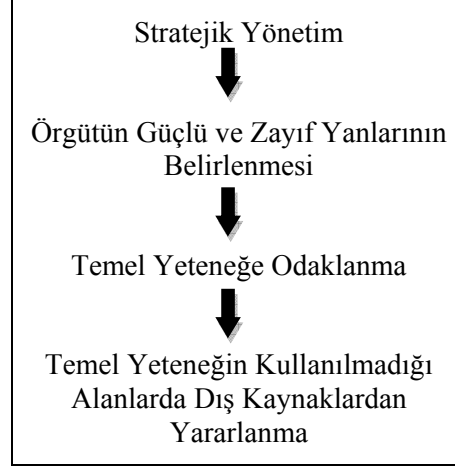 Stratejik Yönetim
Örgütün Güçlü ve Zayıf Yanlarının
Belirlenmesi
Temel Yeteneğe Odaklanma
Temel Yeteneğin Kullanılmadığı
Alanlarda Dış Kaynaklardan
Yararlanma